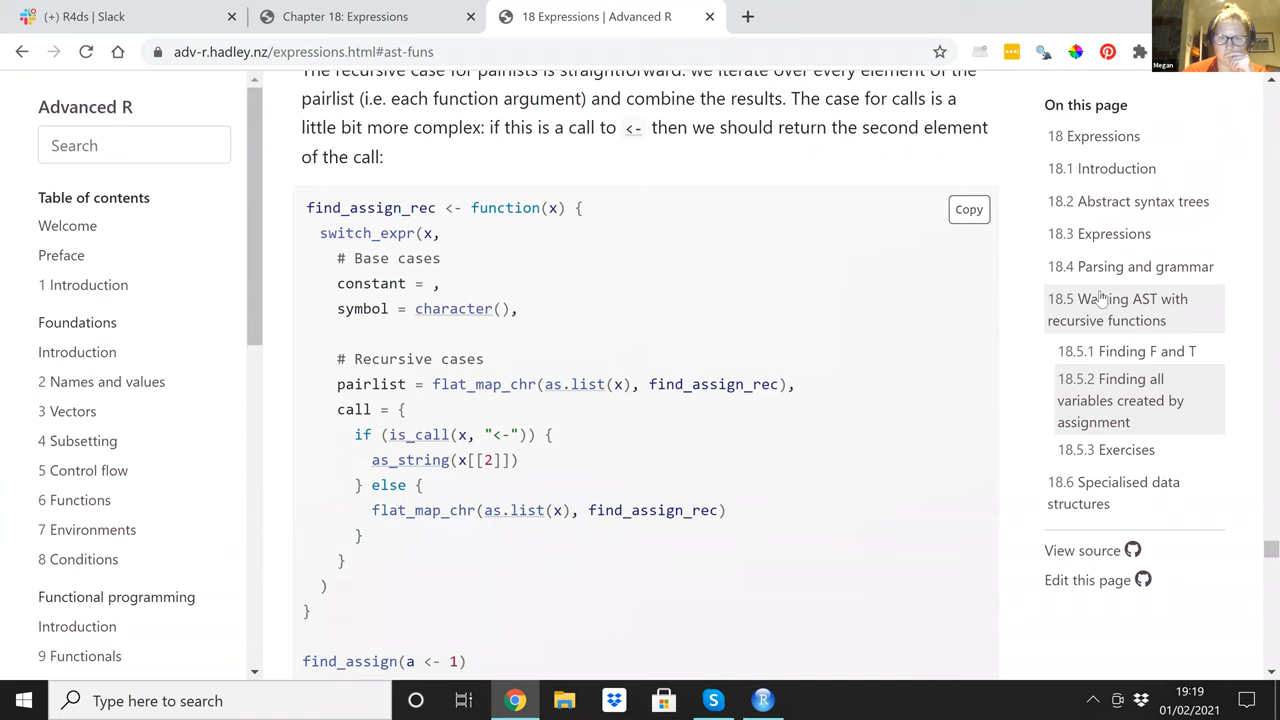 (+) R4ds | Slack
Chapter 18: Expressions
18 Expressions | Advanced R
adv-r.hadley.nz/expressions.html#ast-funs
Megan
Advanced R
Search
Table of contents
Welcome
Preface
1 Introduction
Foundations
Introduction
2 Names and values
3 Vectors
4 Subsetting
5 Control flow
6 Functions
7 Environments
8 Conditions
Functional programming
Introduction
9 Functionals
The recursive case for pairlists is straightforward: we iterate over every element of the
pairlist (i.e. each function argument) and combine the results. The case for calls is a
little bit more complex: if this is a call to <- then we should return the second element
of the call:
Copy
find_assign_rec <- function(x) {
switch_expr(x,
# Base cases
constant = ,
symbol = character(),
# Recursive cases
pairlist = flat_map_chr(as.list(x), find_assign_rec),
call = {
if (is_call(x, "<-")) {
as_string(x[[2]])
} else {
flat_map_chr(as.list(x), find_assign_rec)
}
}
)
}
find_assign(a <- 1)
On this page
18 Expressions
18.1 Introduction
18.2 Abstract syntax trees
18.3 Expressions
18.4 Parsing and grammar
18.5 Walking AST with
recursive functions
18.5.1 Finding F and T
18.5.2 Finding all
variables created by
assignment
18.5.3 Exercises
18.6 Specialised data
structures
View source
Edit this page
Type here to search
19:19
01/02/2021